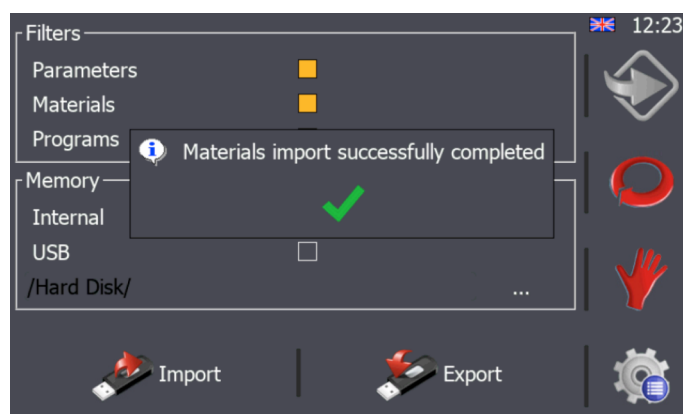 Filters
12:23
Parameters
Materials
Programs
Materials import successfully completed
Memory
Internal
USB
/Hard Disk/
...
Import
Export